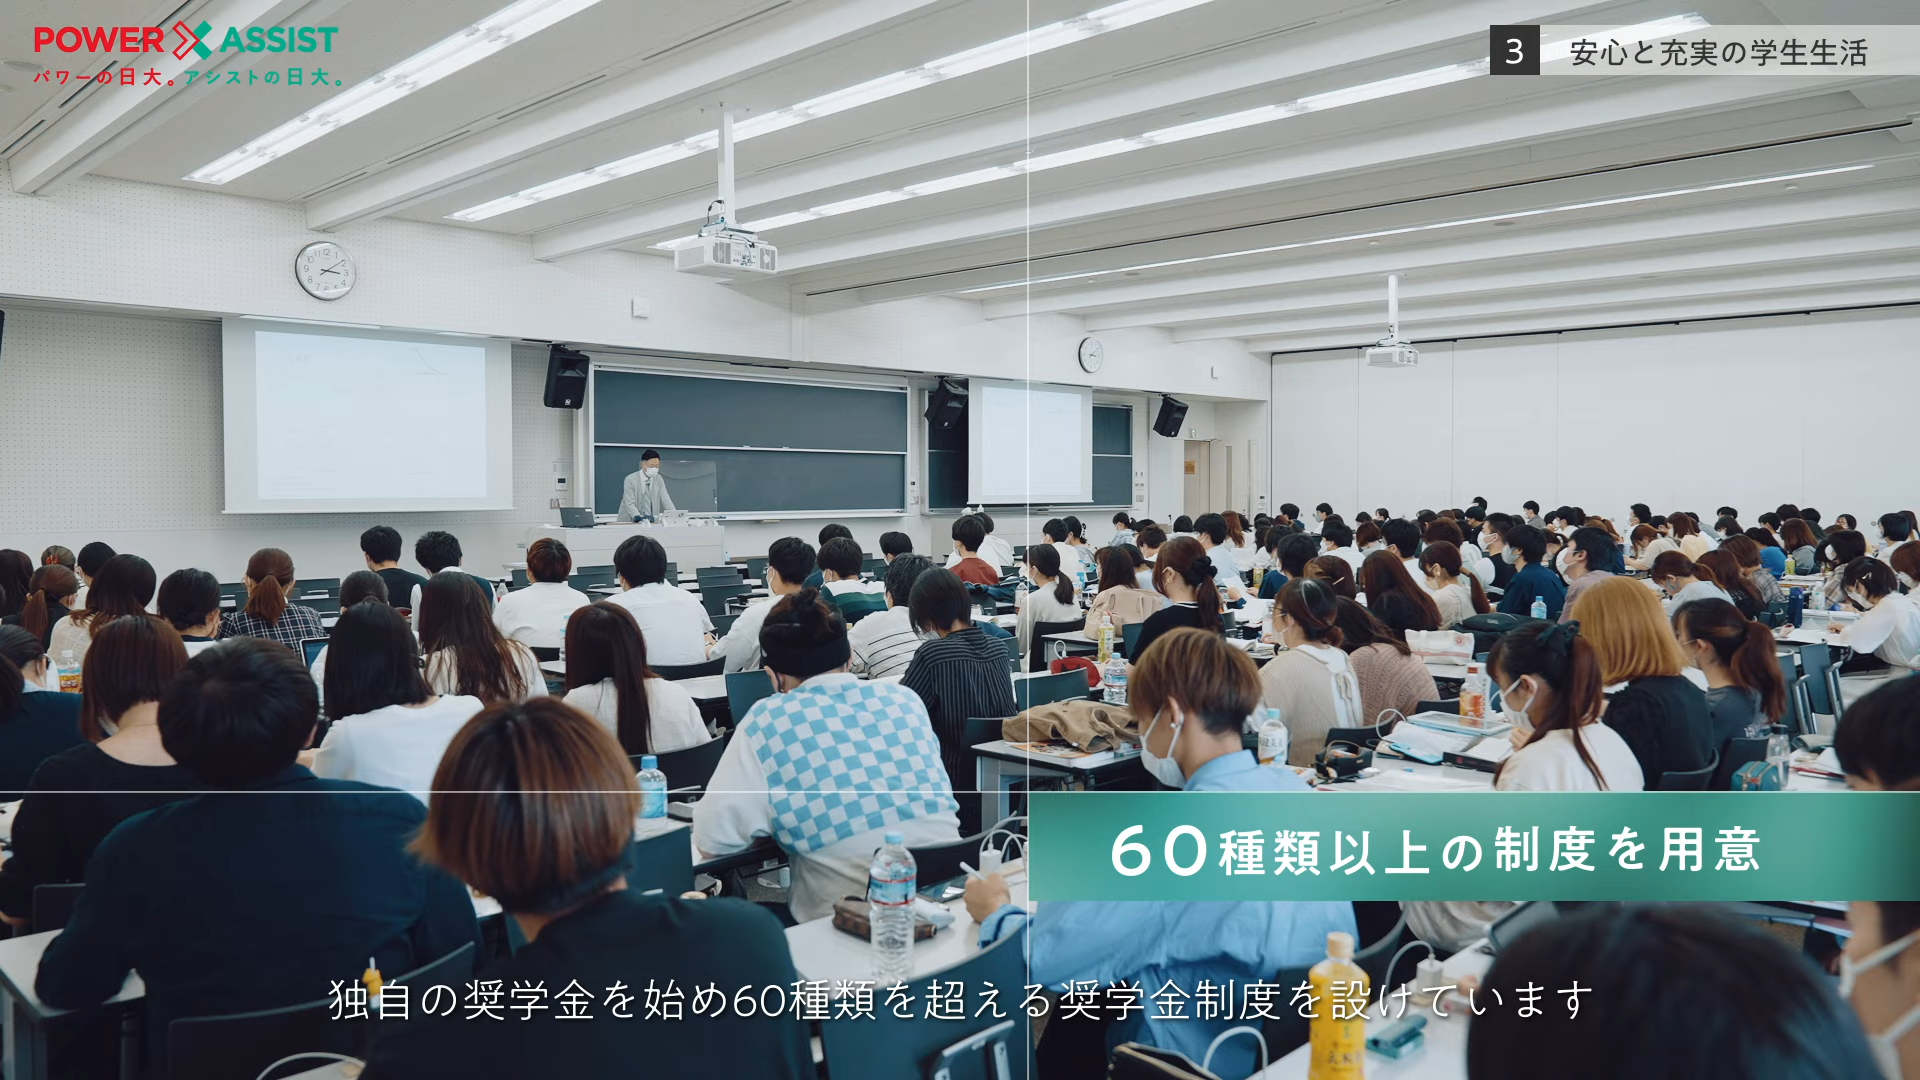 POWER X ASSIST
パワーの日大。アシストの日大。
3 安心と充実の学生生活
60種類以上の制度を用意
独自の奨学金を始め60種類を超える奨学金制度を設けています